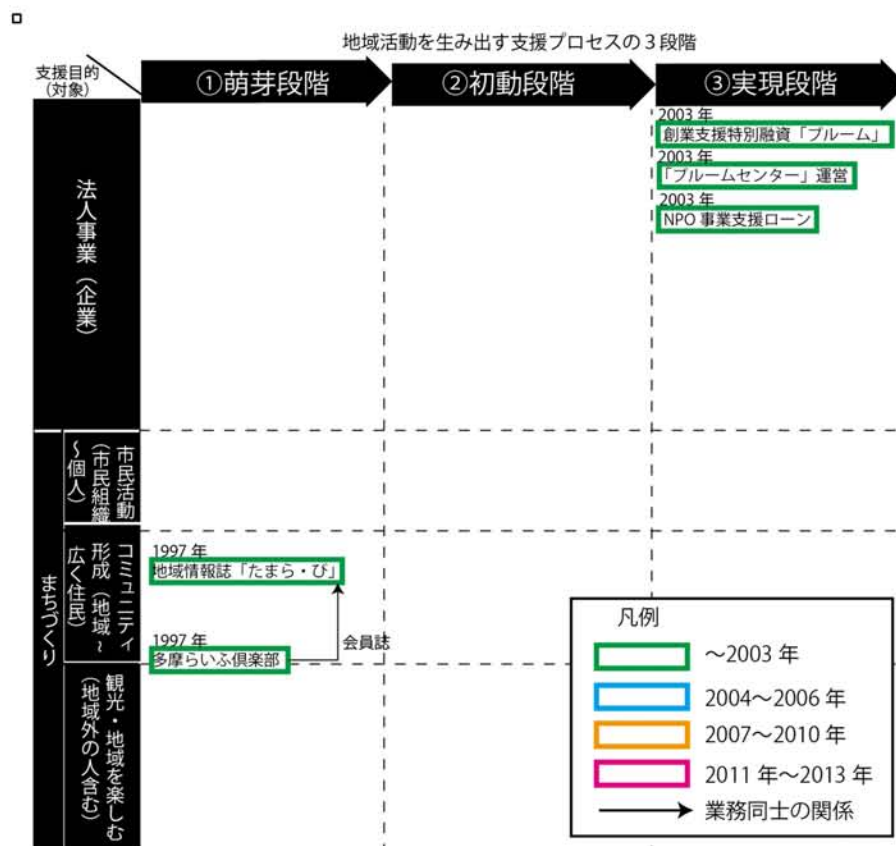 地域活動を生み出す支援プロセスの３段階
支援目的
(対象)
①萌芽段階
②初動段階
③実現段階
法人事業（企業）
2003 年
創業支援特別融資「ブルーム」
2003 年
「ブルームセンター」運営
2003 年
NPO 事業支援ローン
まちづくり
市民活動
（市民組織
～個人）
コミュニティ
形成（地域～
広く住民）
1997 年
地域情報誌「たまら・び」
1997 年
多摩らいふ倶楽部
会員誌
観光・地域を楽しむ
（地域外の人含む）
凡例
～2003 年
2004～2006 年
2007～2010 年
2011 年～2013 年
業務同士の関係